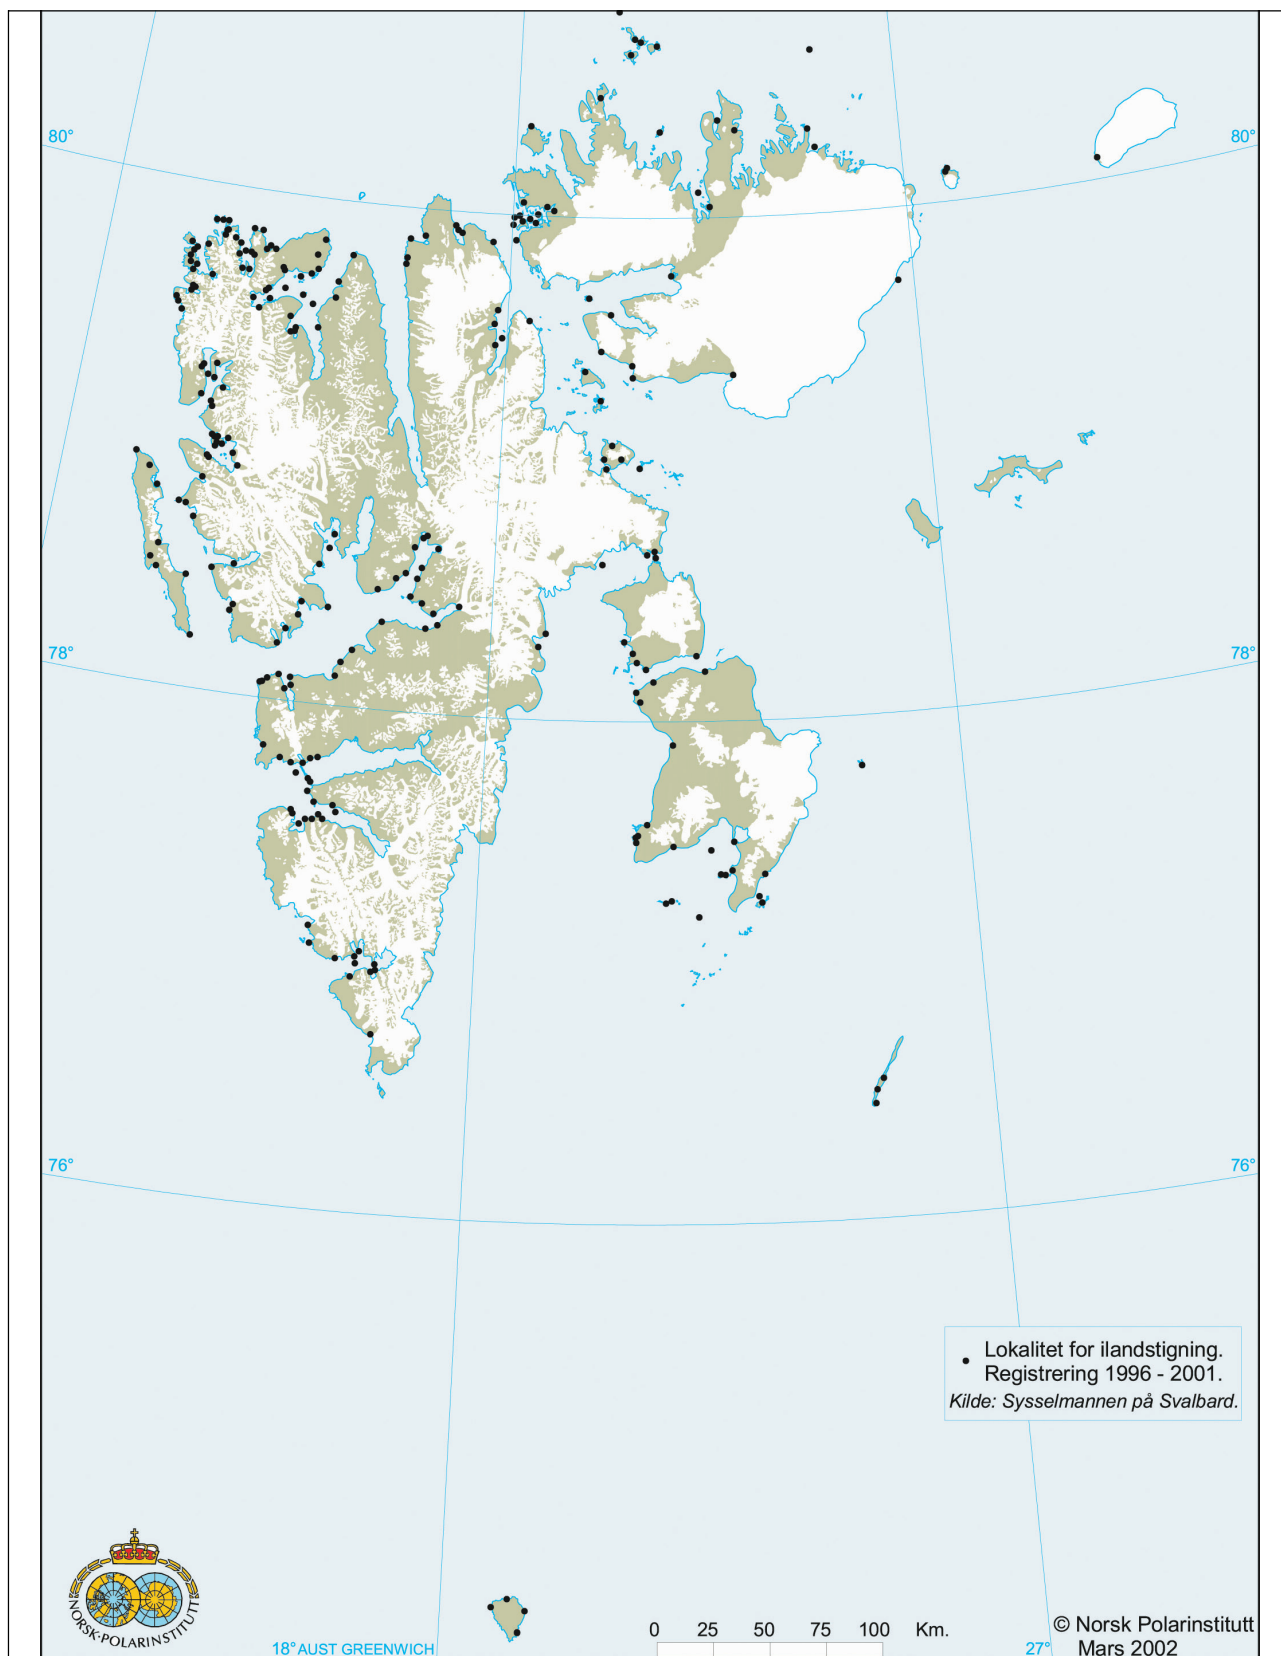 80°
80°
78°
78°
76°
76°
Lokalitet for ilandstigning.
Registrering 1996 - 2001.
Kilde: Sysselmannen på Svalbard.
NORSK·POLARINSTITUTT
18° AUST GREENWICH
0 25 50 75 100 Km.
27°
© Norsk Polarinstitutt
Mars 2002